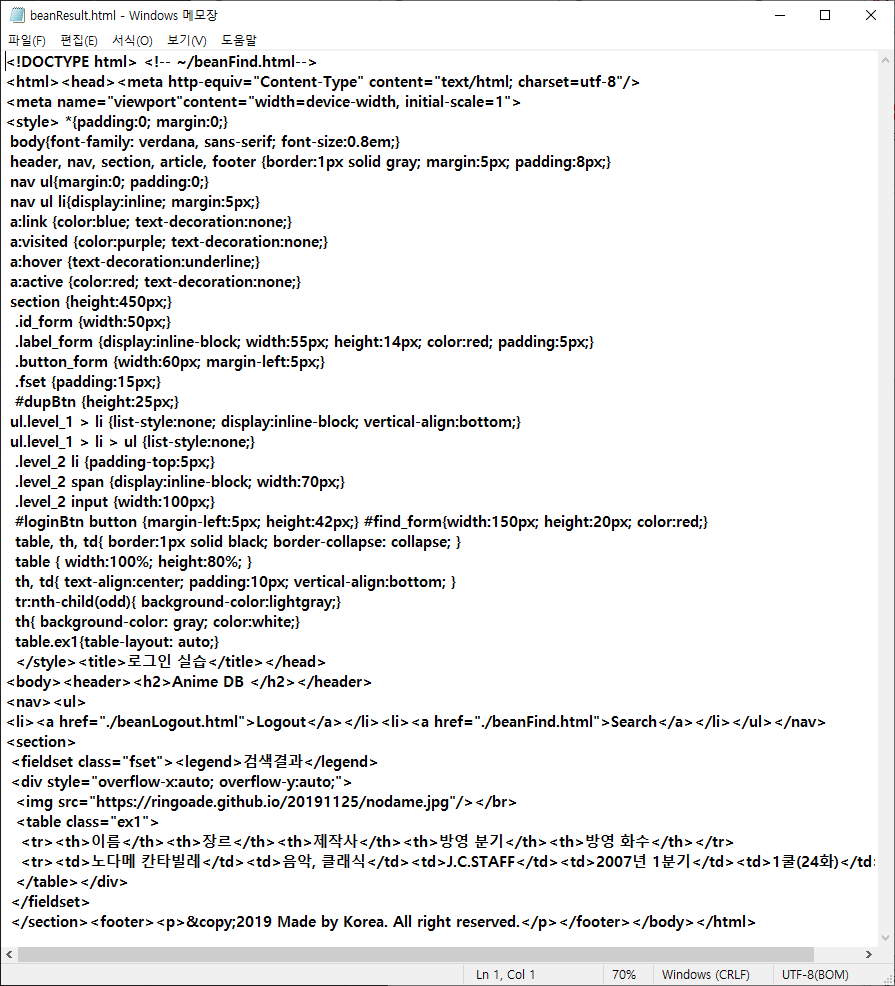 beanResult.html - Windows 메모장
파일(F) 편집(E) 서식(O) 보기(V) 도움말
<!DOCTYPE html> <!-- ~/beanFind.html-->
<html><head><meta http-equiv="Content-Type" content="text/html; charset=utf-8"/>
<meta name="viewport"content="width=device-width, initial-scale=1">
<style> *{padding:0; margin:0;}
body{font-family: verdana, sans-serif; font-size:0.8em;}
header, nav, section, article, footer {border:1px solid gray; margin:5px; padding:8px;}
nav ul{margin:0; padding:0;}
nav ul li{display:inline; margin:5px;}
a:link {color:blue; text-decoration:none;}
a:visited {color:purple; text-decoration:none;}
a:hover {text-decoration:underline;}
a:active {color:red; text-decoration:none;}
section {height:450px;}
.id_form {width:50px;}
.label_form {display:inline-block; width:55px; height:14px; color:red; padding:5px;}
.button_form {width:60px; margin-left:5px;}
.fset {padding:15px;}
#dupBtn {height:25px;}
ul.level_1 > li {list-style:none; display:inline-block; vertical-align:bottom;}
ul.level_1 > li > ul {list-style:none;}
.level_2 li {padding-top:5px;}
.level_2 span {display:inline-block; width:70px;}
.level_2 input {width:100px;}
#loginBtn button {margin-left:5px; height:42px;} #find_form{width:150px; height:20px; color:red;}
table, th, td{ border:1px solid black; border-collapse: collapse; }
table { width:100%; height:80%; }
th, td{ text-align:center; padding:10px; vertical-align:bottom; }
tr:nth-child(odd){ background-color:lightgray;}
th{ background-color: gray; color:white;}
table.ex1{table-layout: auto;}
</style><title>로그인 실습</title></head>
<body><header><h2>Anime DB </h2></header>
<nav><ul>
<li><a href="./beanLogout.html">Logout</a></li><li><a href="./beanFind.html">Search</a></li></ul></nav>
<section>
<fieldset class="fset"><legend>검색결과</legend>
<div style="overflow-x:auto; overflow-y:auto;">
<img src="https://ringoade.github.io/20191125/nodame.jpg"/></br>
<table class="ex1">
<tr><th>이름</th><th>장르</th><th>제작사</th><th>방영 분기</th><th>방영 화수</th></tr>
<tr><td>노다메 칸타빌레</td><td>음악, 클래식</td><td>J.C.STAFF</td><td>2007년 1분기</td><td>1쿨(24화)</td>
</table></div>
</fieldset>
</section><footer><p>&copy;2019 Made by Korea. All right reserved.</p></footer></body></html>
Ln 1, Col 1 70% Windows (CRLF) UTF-8(BOM)